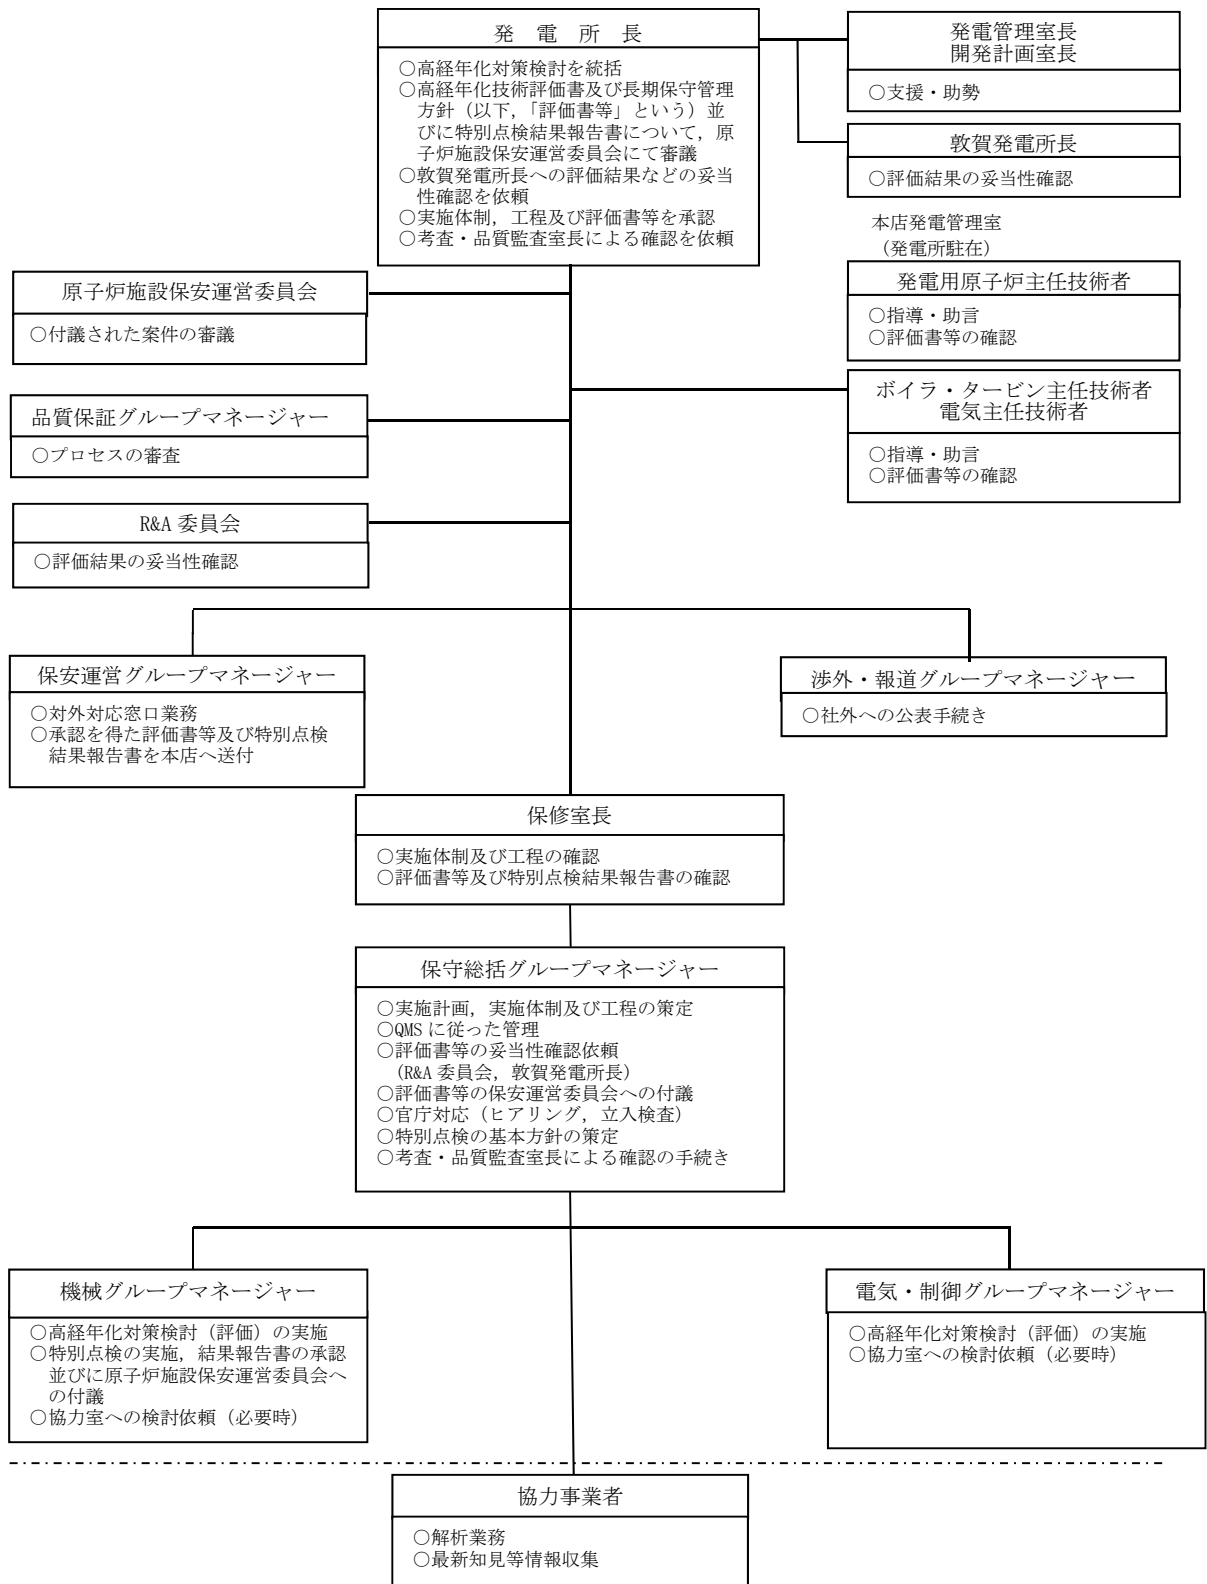 発 電 所 長
○高経年化対策検討を統括
○高経年化技術評価書及び長期保守管理
方針（以下，「評価書等」という）並
びに特別点検結果報告書について，原
子炉施設保安運営委員会にて審議
○敦賀発電所長への評価結果などの妥当
性確認を依頼
○実施体制，工程及び評価書等を承認
○考査・品質監査室長による確認を依頼
発電管理室長
開発計画室長
○支援・助勢
敦賀発電所長
○評価結果の妥当性確認
本店発電管理室
（発電所駐在）
発電用原子炉主任技術者
○指導・助言
○評価書等の確認
原子炉施設保安運営委員会
○付議された案件の審議
ボイラ・タービン主任技術者
電気主任技術者
○指導・助言
○評価書等の確認
品質保証グループマネージャー
○プロセスの審査
R&A 委員会
○評価結果の妥当性確認
保安運営グループマネージャー
○対外対応窓口業務
○承認を得た評価書等及び特別点検
結果報告書を本店へ送付
渉外・報道グループマネージャー
○社外への公表手続き
保修室長
○実施体制及び工程の確認
○評価書等及び特別点検結果報告書の確認
保守総括グループマネージャー
○実施計画，実施体制及び工程の策定
○QMS に従った管理
○評価書等の妥当性確認依頼
（R&A 委員会，敦賀発電所長）
○評価書等の保安運営委員会への付議
○官庁対応（ヒアリング，立入検査）
○特別点検の基本方針の策定
○考査・品質監査室長による確認の手続き
機械グループマネージャー
○高経年化対策検討（評価）の実施
○特別点検の実施，結果報告書の承認
並びに原子炉施設保安運営委員会へ
の付議
○協力室への検討依頼（必要時）
電気・制御グループマネージャー
○高経年化対策検討（評価）の実施
○協力室への検討依頼（必要時）
協力事業者
○解析業務
○最新知見等情報収集